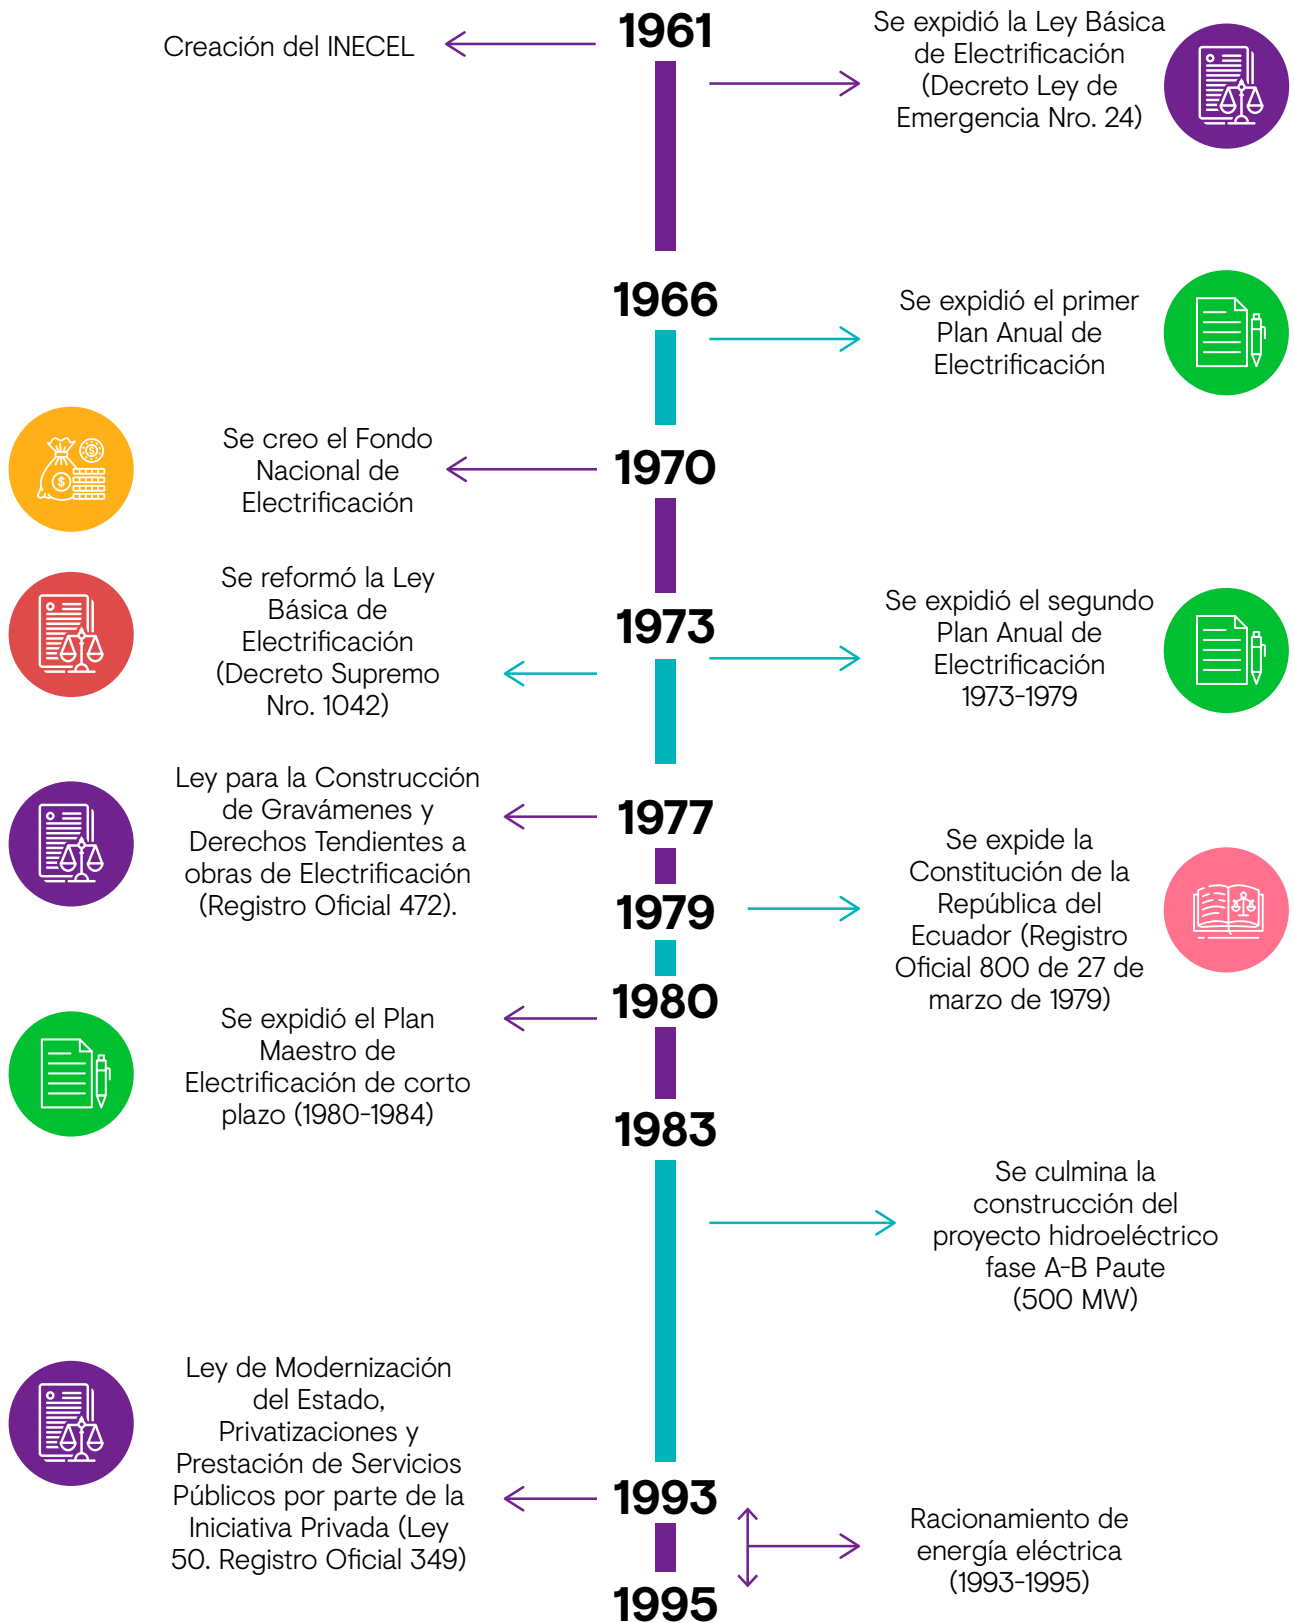 1961
Creación del INECEL
Se expidió la Ley Básica
de Electrificación
(Decreto Ley de
Emergencia Nro. 24)
1966
Se expidió el primer
Plan Anual de
Electrificación
1970
Se creo el Fondo
Nacional de
Electrificación
1973
Se reformó la Ley
Básica de
Electrificación
(Decreto Supremo
Nro. 1042)
Se expidió el segundo
Plan Anual de
Electrificación
1973-1979
1977
Ley para la Construcción
de Gravámenes y
Derechos Tendientes a
obras de Electrificación
(Registro Oficial 472).
1979
Se expide la
Constitución de la
República del
Ecuador (Registro
Oficial 800 de 27 de
marzo de 1979)
1980
Se expidió el Plan
Maestro de
Electrificación de corto
plazo (1980-1984)
1983
Se culmina la
construcción del
proyecto hidroeléctrico
fase A-B Paute
(500 MW)
1993
Ley de Modernización
del Estado,
Privatizaciones y
Prestación de Servicios
Públicos por parte de la
Iniciativa Privada (Ley
50. Registro Oficial 349)
Racionamiento de
energía eléctrica
(1993-1995)
1995